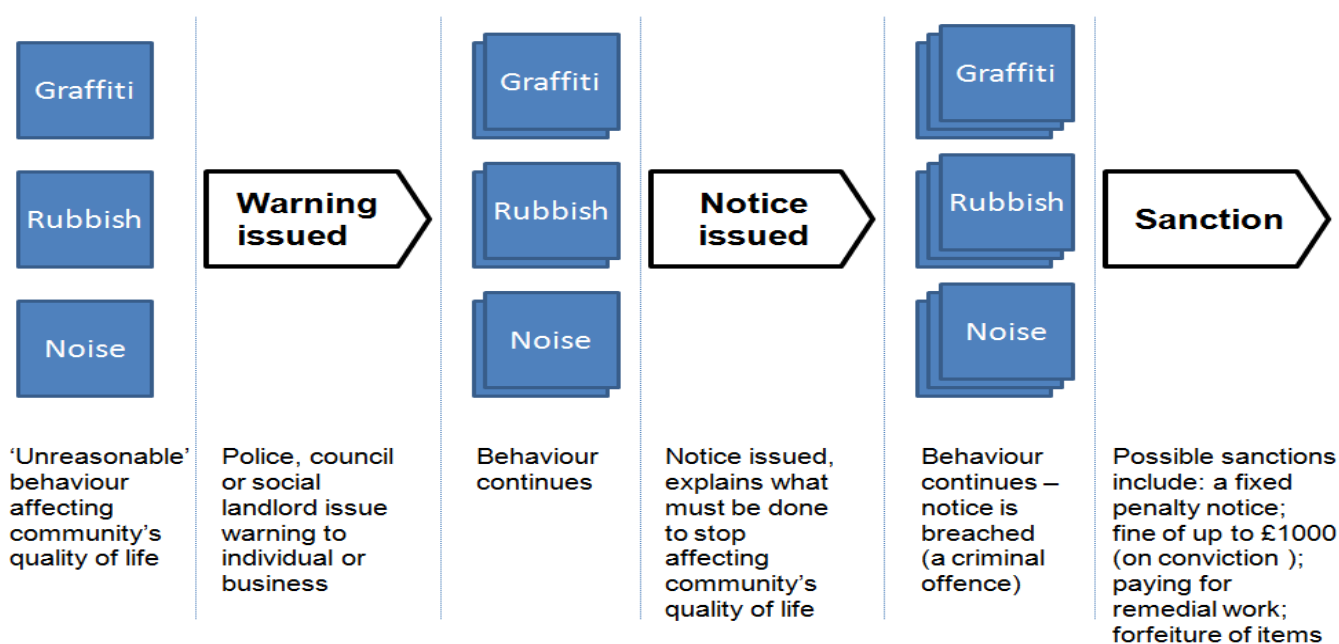 Graffiti
Rubbish
Noise
Warning
issued
Graffiti
Rubbish
Noise
Notice
issued
Graffiti
Rubbish
Noise
Sanction
‘Unreasonable’
behaviour
affecting
community’s
quality of life
Police, council
or social
landlord issue
warning to
individual or
business
Behaviour
continues
Notice issued,
explains what
must be done
to stop
affecting
community’s
quality of life
Behaviour
continues –
notice is
breached
(a criminal
offence)
Possible sanctions
include: a fixed
penalty notice;
fine of up to £1000
(on conviction );
paying for
remedial work;
forfeiture of items